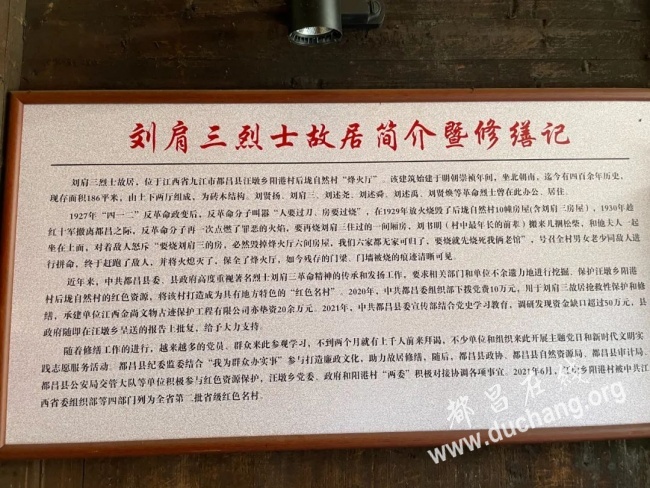 刘肩三烈士故居简介暨修缮记
刘肩三烈士故居，位于江西省九江市都昌县汪墩乡阳港村后垅自然村“烽火厅”。该建筑始建于明朝崇祯年间，坐北朝南，迄今有四百余年历史，
现存面积186平米，由上下两厅组成，为砖木结构。刘贤扬、刘肩三、刘述尧、刘述舜、刘述禹、刘贤焕等革命烈士曾在此办公、居住。
1927年“四一二”反革命政变后，反革命分子叫嚣“人要过刀、房要过烧”，在1929年放火烧毁了后垅自然村10幢房屋(含刘肩三房屋)，1930年趁
红十军撤离都昌之际，反革命分子再一次点燃了罪恶的火焰，要再烧刘肩三住过的一间厢房，刘书明（村中最年长的前辈）搬来几捆松柴，和他夫人一起
坐在上面，对着敌人怒斥“要烧刘肩三的房，必然毁掉烽火厅六间房屋，我们六家都无家可归了，要烧就先烧死我俩老馆”，号召全村男女老少同敌人进
行拼命，终于赶跑了敌人，并将火熄灭了，保全了烽火厅，如今残存的门梁、门墙被烧的痕迹清晰可见。
近年来，中共都昌县委、县政府高度重视著名烈士刘肩三革命精神的传承和发扬工作，要求相关部门和单位不余遗力地进行挖掘、保护汪墩乡阳港
村后垅自然村的红色资源，将该村打造成为具有地方特色的“红色名村”。2020年，中共都昌县委组织部下拨党费10万元，用于刘肩三故居抢救性保护和修
缮，承建单位江西金尚文物古迹保护工程有限公司亦垫资20余万元。2021年，中共都昌县委宣传部结合党史学习教育，调研发现资金缺口超过50万元，县
政府随即在汪墩乡呈送的报告上批复，给予大力支持。
随着修缮工作的进行，越来越多的党员、群众来此参观学习，不到两个月就有上千人前来拜谒，不少单位和组织来此开展主题党日和新时代文明实
践志愿服务活动。都昌县纪委监委结合“我为群众办实事”参与打造廉政文化，助力故居修缮，随后，都昌县政协、都昌县自然资源局、都昌县审计局、
都昌县公安局交管大队等单位积极参与红色资源保护，汪墩乡党委、政府和阳港村“两委”积极对接协调各项事宜。2021年6月，汪墩乡阳港村被中共江
西省委组织部等四部门列为全省第二批省级红色名村。
都昌在线
www.duchang.org